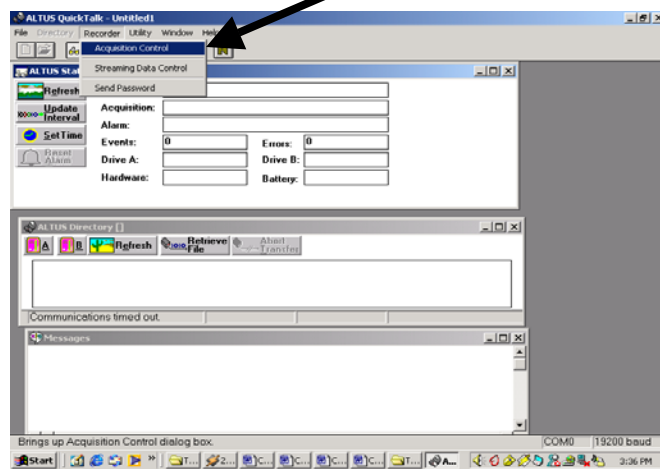 ALTUS QuickTalk - Untitled1
File Directory Recorder Utility Window Help
Acquisition Control
Streaming Data Control
Send Password
ALTUS Stat
Refresh
Update
Interval
Acquisition:
Set Time
Alarm:
Events: 0 Errors: 0
Reset
Alarm
Drive A: Drive B:
Hardware: Battery:
ALTUS Directory []
A B Refresh Retrieve File Abort Transfer
Communications timed out.
Messages
Brings up Acquisition Control dialog box. COM0 19200 baud
Start T... 2... C... C... C... C... T... A... 3:36 PM